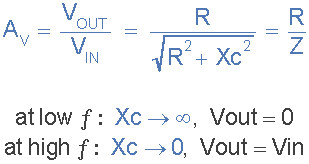 A_V = V_OUT / V_IN = R / √(R² + Xc²) = R / Z
at low f : Xc → ∞, Vout = 0
at high f : Xc → 0, Vout = Vin